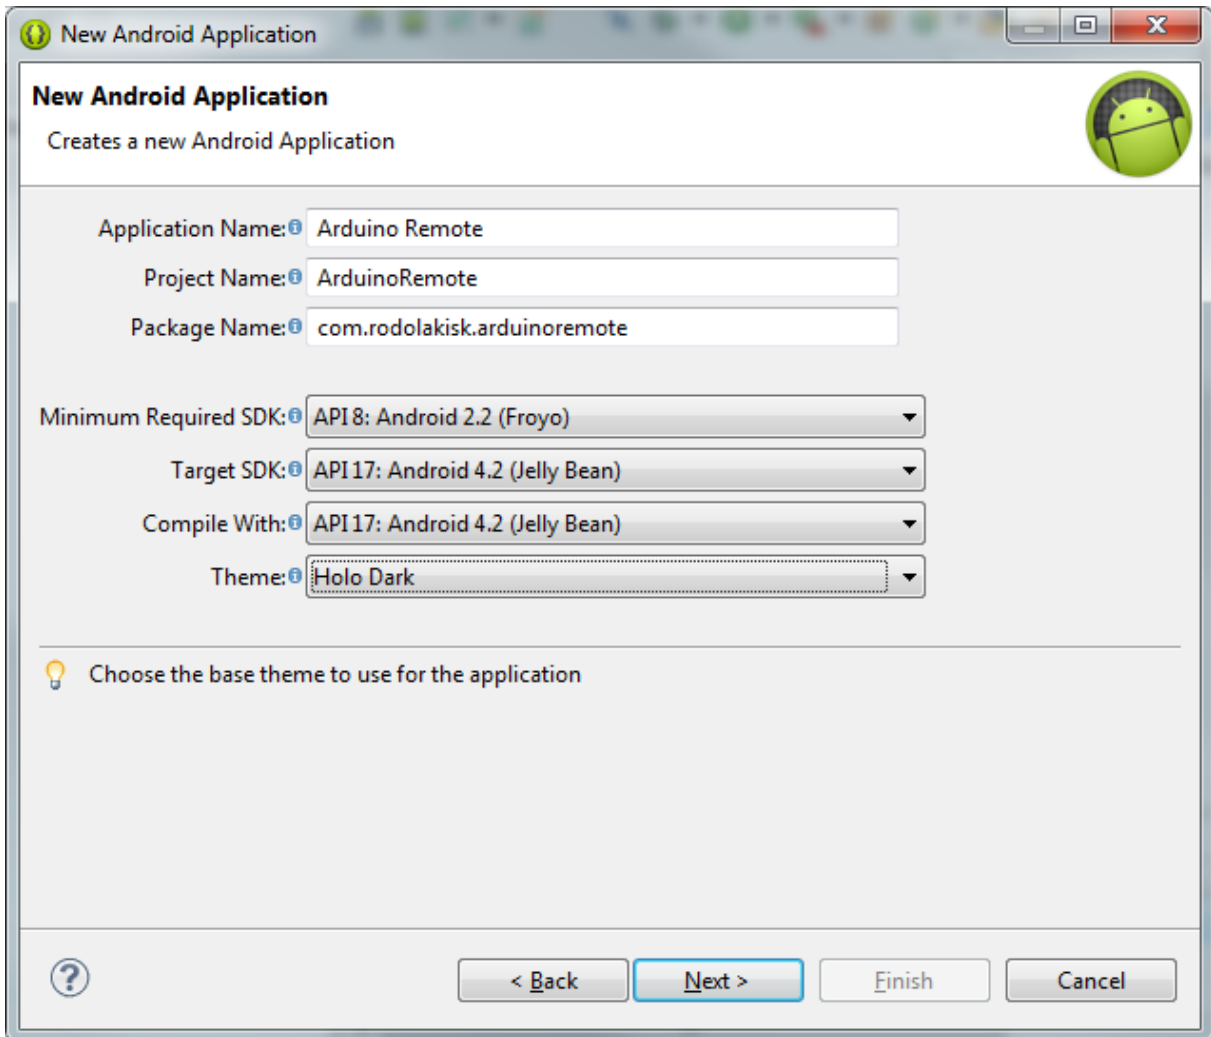 New Android Application
New Android Application
Creates a new Android Application
Application Name: Arduino Remote
Project Name: ArduinoRemote
Package Name: com.rodolakisk.arduinoremote
Minimum Required SDK: API 8: Android 2.2 (Froyo)
Target SDK: API 17: Android 4.2 (Jelly Bean)
Compile With: API 17: Android 4.2 (Jelly Bean)
Theme: Holo Dark
Choose the base theme to use for the application
< Back Next > Finish Cancel